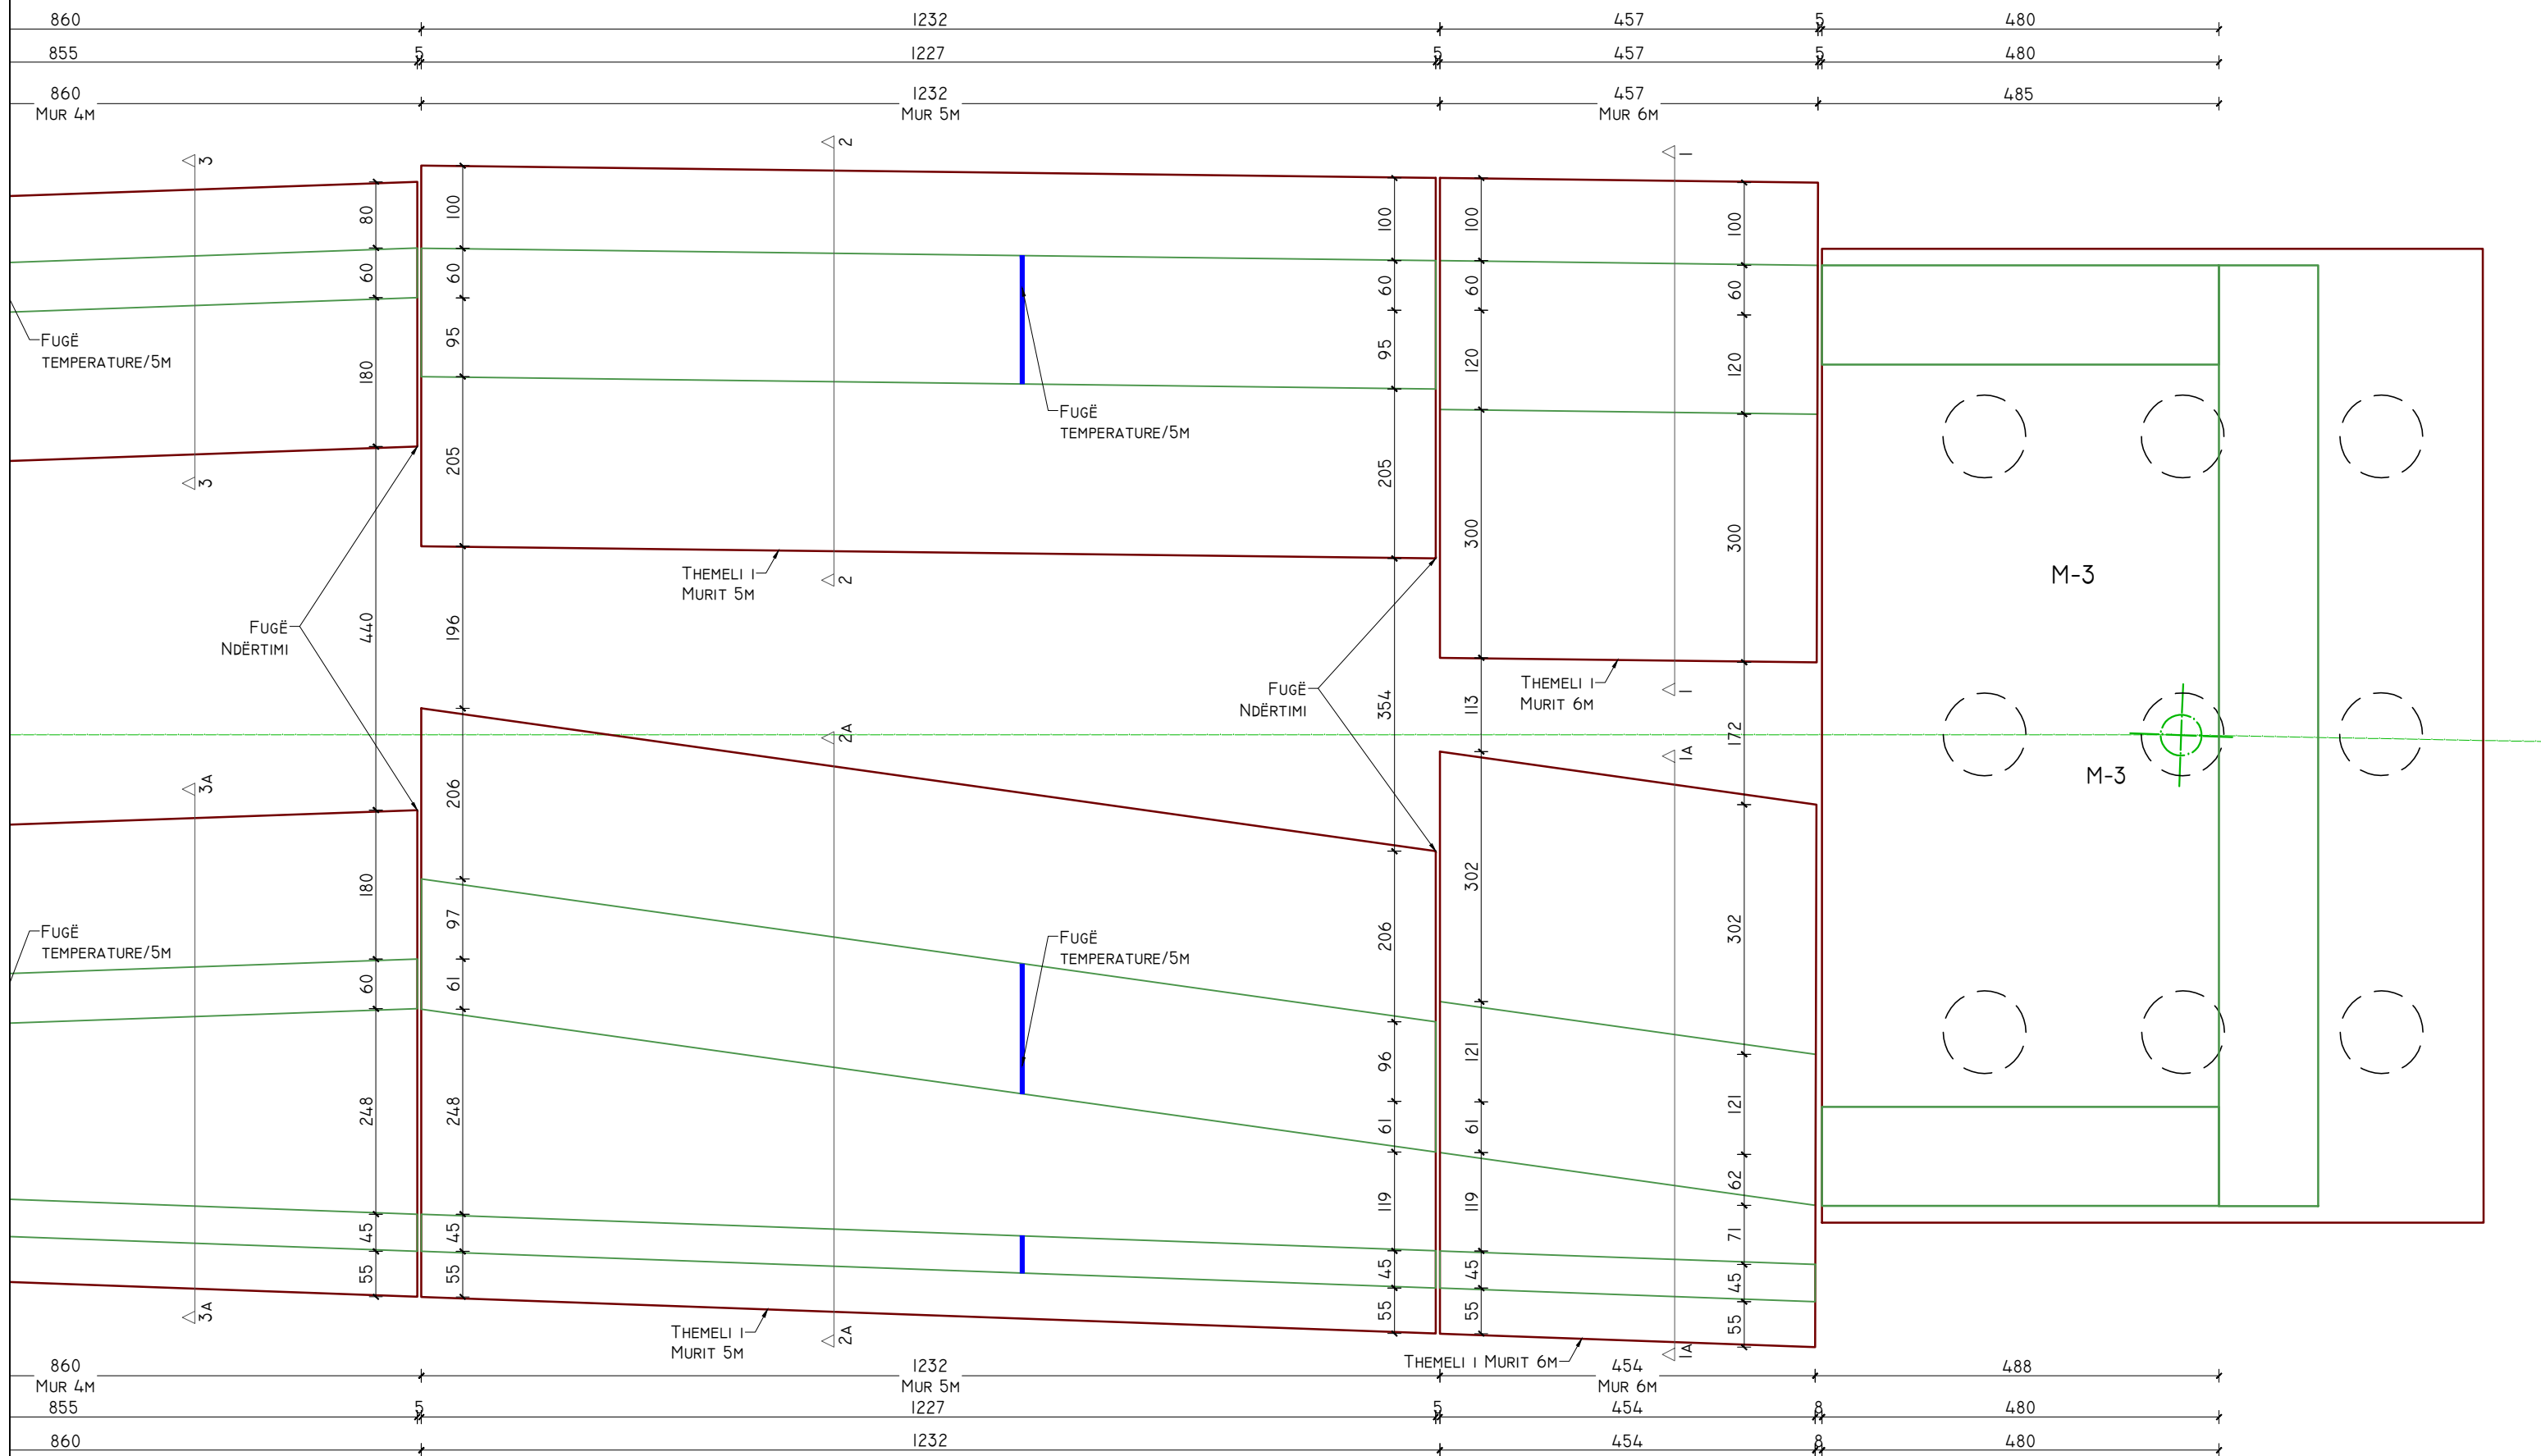 860 1232 457 5 480
855 5 1227 5 457 5 480
860 1232 457 485
MUR 4M MUR 5M MUR 6M
3 2 1
80 100 100 100 100
60 60 60 60 60
95 95 120 120
180
FUGË
TEMPERATURE/5M
FUGË
TEMPERATURE/5M
205 205 300 300
3 2 1
THEMELI I
MURIT 5M
M-3
FUGË
NDËRTIMI
440 196
FUGË
NDËRTIMI
THEMELI I
MURIT 6M
354 113 172
3A 2A 1A
M-3
206 302
180 97 206 302
FUGË
TEMPERATURE/5M
FUGË
TEMPERATURE/5M
60 61 96 121 121
248 248 61 61 62
119 119 71
45 45 45 45 45
55 55 55 55 55
3A 2A 1A
THEMELI I
MURIT 5M
THEMELI I MURIT 6M
860 1232 454 488
MUR 4M MUR 5M MUR 6M
855 5 1227 5 454 8 480
860 1232 454 8 480